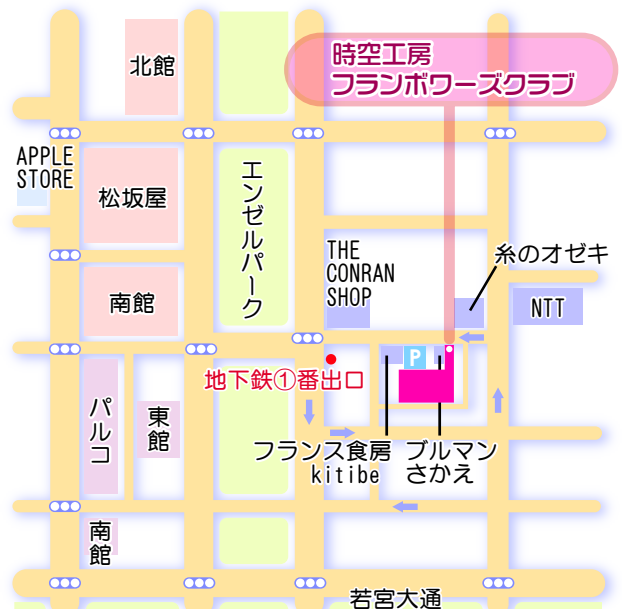 北館
時空工房
フランボワーズクラブ
APPLE
STORE
松坂屋
エンゼルパーク
THE
CONRAN
SHOP
糸のオゼキ
南館
NTT
P
地下鉄①番出口
パルコ
東館
フランス食房
kitibe
ブルマン
さかえ
南館
若宮大通